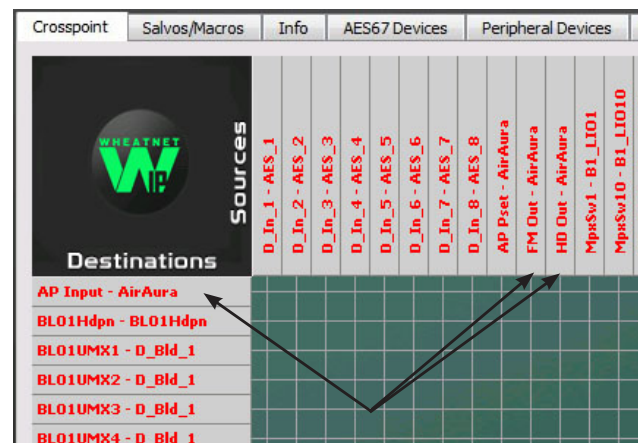 Crosspoint
Salvos/Macros
Info
AES67 Devices
Peripheral Devices
WHEATNET
IP
Sources
Destinations
D_In_1 - AES_1
D_In_2 - AES_2
D_In_3 - AES_3
D_In_4 - AES_4
D_In_5 - AES_5
D_In_6 - AES_6
D_In_7 - AES_7
D_In_8 - AES_8
AP Pset - AirAura
FM Out - AirAura
HD Out - AirAura
MpxSw1 - B1_LIO1
MpxSw10 - B1_LIO10
AP Input - AirAura
BL01Hdpn - BL01Hdpn
BL01UMX1 - D_Bld_1
BL01UMX2 - D_Bld_1
BL01UMX3 - D_Bld_1
BL01UMX4 - D_Bld_1